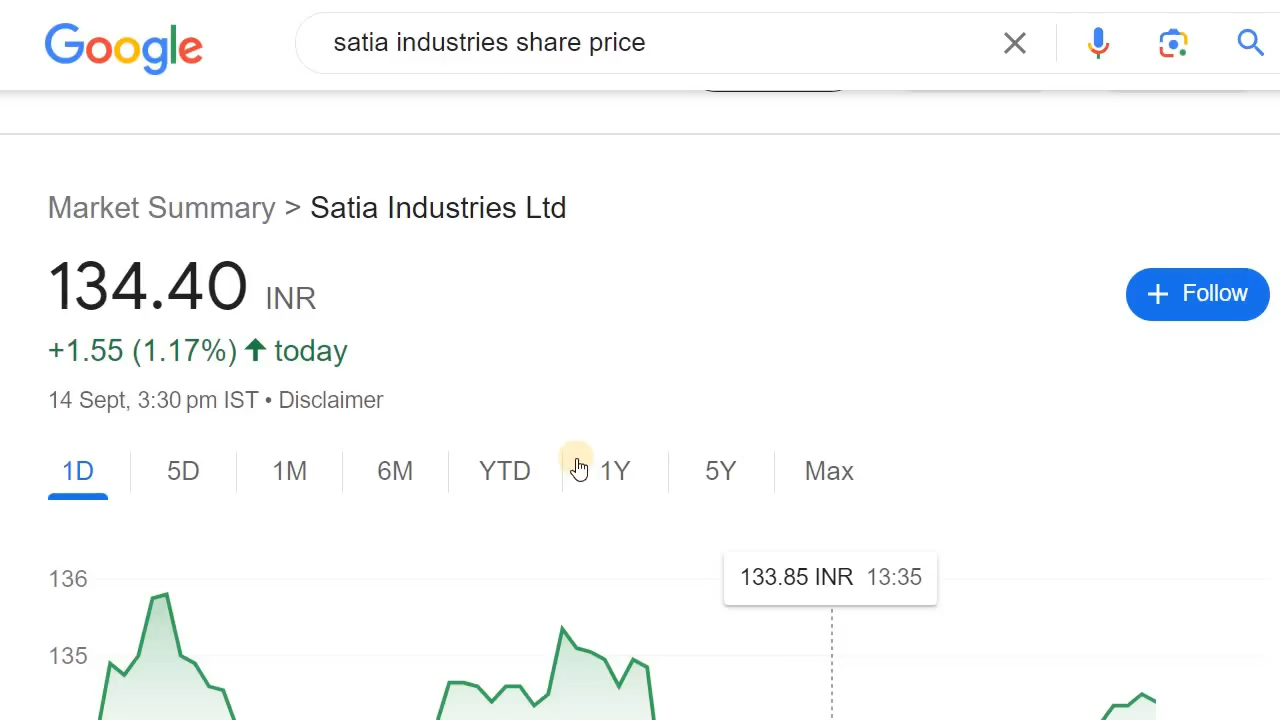 Google
satia industries share price
Market Summary > Satia Industries Ltd
134.40 INR
+ Follow
+1.55 (1.17%) ↑ today
14 Sept, 3:30 pm IST • Disclaimer
1D 5D 1M 6M YTD 1Y 5Y Max
136
133.85 INR 13:35
135